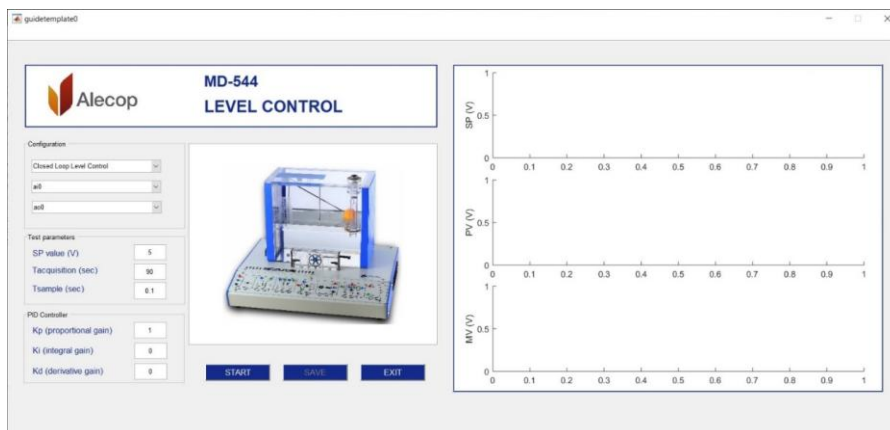 guidetemplate0
Alecop
MD-544
LEVEL CONTROL
Configuration
Closed Loop Level Control
ai0
ao0
Test parameters
SP value (V) 5
Tacquisition (sec) 90
Tsample (sec) 0.1
PID Controller
Kp (proportional gain) 1
Ki (integral gain) 0
Kd (derivative gain) 0
START SAVE EXIT
SP (V)
1
0.5
0
0 0.1 0.2 0.3 0.4 0.5 0.6 0.7 0.8 0.9 1
PV (V)
1
0.5
0
0 0.1 0.2 0.3 0.4 0.5 0.6 0.7 0.8 0.9 1
MV (V)
1
0.5
0
0 0.1 0.2 0.3 0.4 0.5 0.6 0.7 0.8 0.9 1